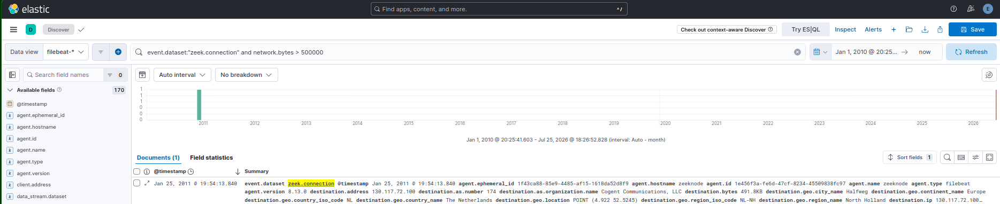 elastic
Find apps, content, and more.
^/
E
D
Discover
Check out context-aware Discover
Try ES|QL
Inspect
Alerts
Save
Data view
filebeat-*
event.dataset:"zeek.connection" and network.bytes > 500000
Jan 1, 2010 @ 20:25...
now
Refresh
Search field names
0
Auto interval
No breakdown
Available fields
170
1
1
1
0
0
0
2011
2012
2013
2014
2015
2016
2017
2018
2019
2020
2021
2022
2023
2024
2025
2026
Jan 1, 2010 @ 20:25:41.603 - Jul 25, 2026 @ 18:26:52.828 (interval: Auto - month)
@timestamp
k agent.ephemeral_id
k agent.hostname
k agent.id
k agent.name
k agent.type
k agent.version
k client.address
k data_stream.dataset
Documents (1)
Field statistics
Sort fields
1
@timestamp
Summary
Jan 25, 2011 @ 19:54:13.840
event.dataset zeek.connection @timestamp Jan 25, 2011 @ 19:54:13.840 agent.ephemeral_id 1f43ca88-85e9-4485-af15-1618da52d8f9 agent.hostname zeeknode agent.id 1e456f3a-fe6d-47cf-8234-45509838fc97 agent.name zeeknode agent.type filebeat
agent.version 8.13.0 destination.address 130.117.72.100 destination.as.number 174 destination.as.organization.name Cogent Communications, LLC destination.bytes 491.8KB destination.geo.city_name Halfweg destination.geo.continent_name Europe
destination.geo.country_iso_code NL destination.geo.country_name The Netherlands destination.geo.location POINT (4.922 52.5245) destination.geo.region_iso_code NL-NH destination.geo.region_name North Holland destination.ip 130.117.72.100…